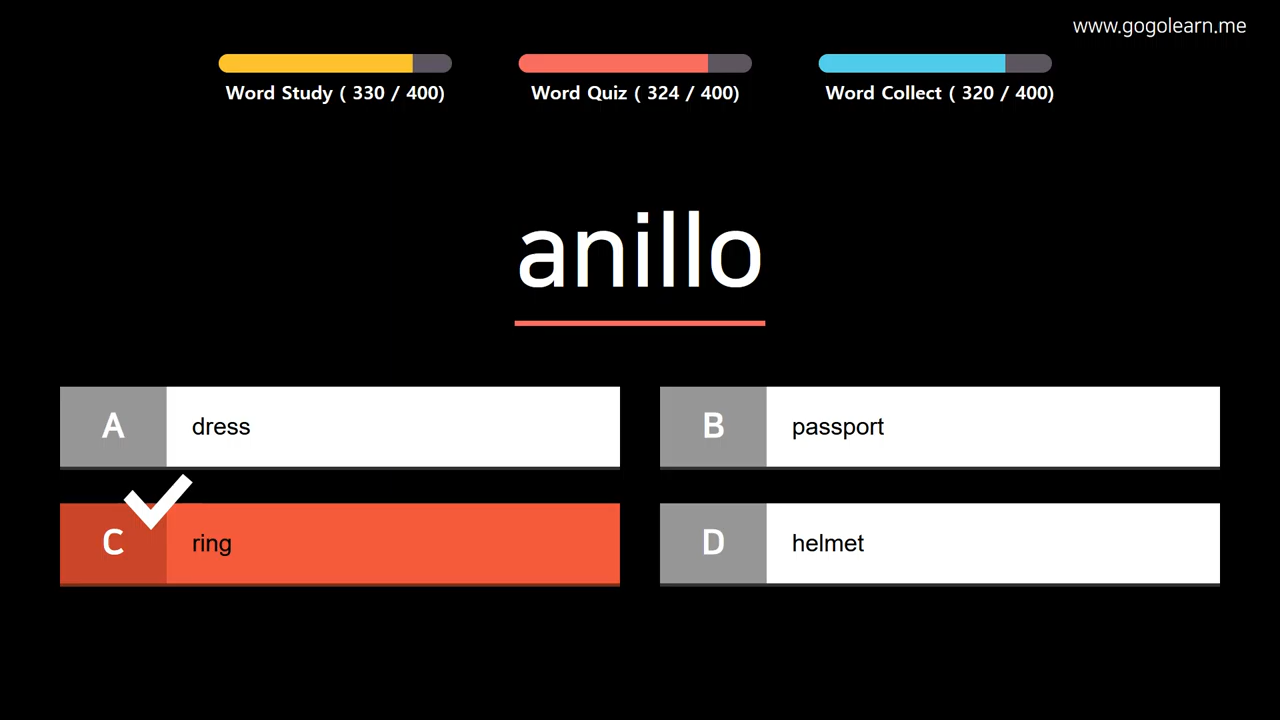 www.gogolearn.me
Word Study ( 330 / 400)
Word Quiz ( 324 / 400)
Word Collect ( 320 / 400)
anillo
A dress
B passport
C ring
D helmet